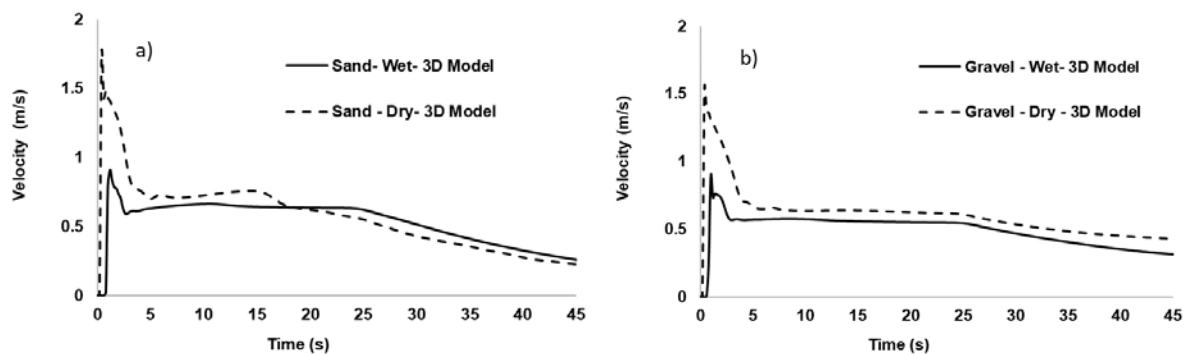 2
1.5
1
0.5
0
Velocity (m/s)
a)
Sand- Wet- 3D Model
Sand - Dry- 3D Model
0 5 10 15 20 25 30 35 40 45
Time (s)
2
1.5
1
0.5
0
Velocity (m/s)
b)
Gravel - Wet- 3D Model
Gravel - Dry - 3D Model
0 5 10 15 20 25 30 35 40 45
Time (s)